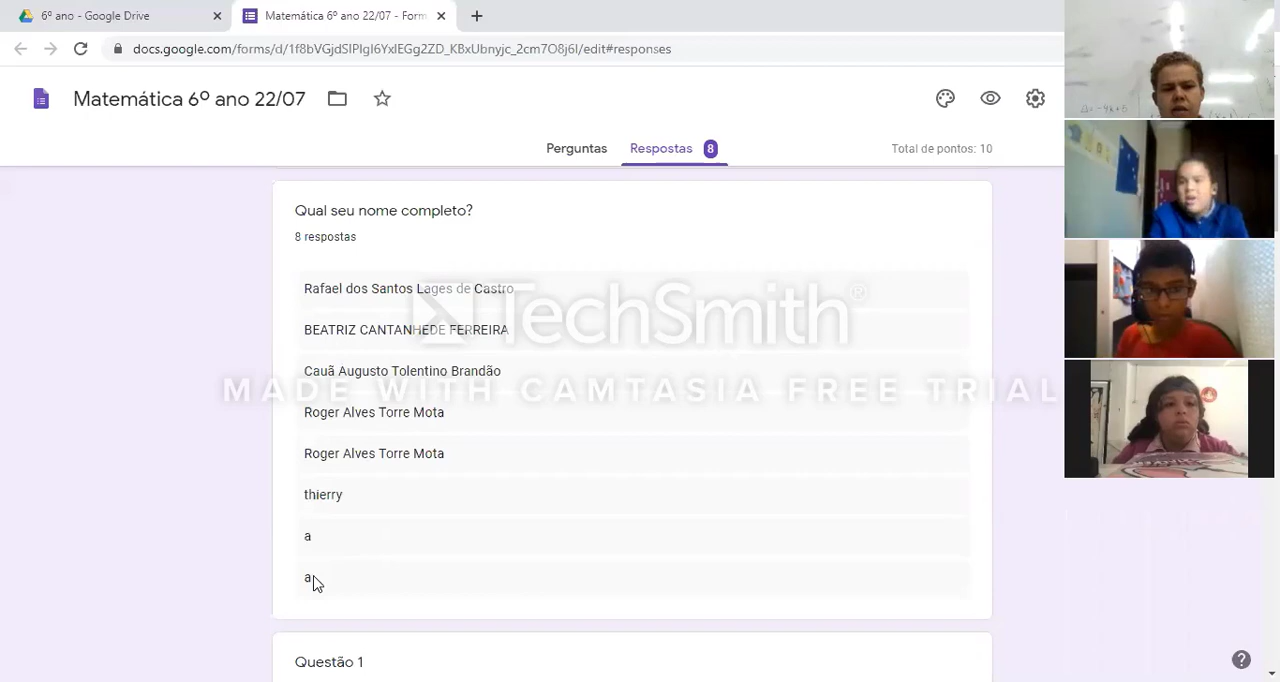 6º ano - Google Drive
Matemática 6º ano 22/07 - Form
docs.google.com/forms/d/1f8bVGjdSlPIgI6YxlEGg2ZD_KBxUbnyjc_2cm7O8j6I/edit#responses
Matemática 6º ano 22/07
Perguntas
Respostas 8
Total de pontos: 10
Qual seu nome completo?
8 respostas
Rafael dos Santos Lages de Castro
BEATRIZ CANTANHEDE FERREIRA
Cauã Augusto Tolentino Brandão
Roger Alves Torre Mota
Roger Alves Torre Mota
thierry
a
a
Questão 1
TechSmith®
MADE WITH CAMTASIA FREE TRIAL